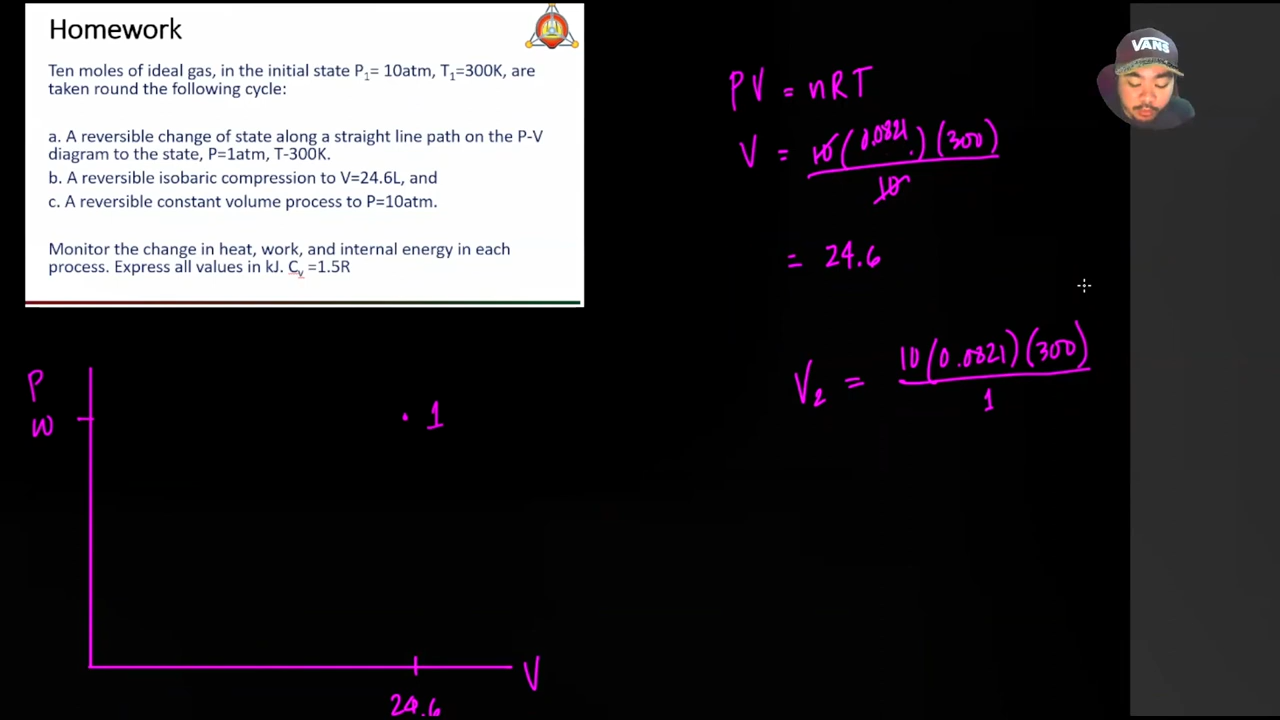 Homework
Ten moles of ideal gas, in the initial state P1= 10atm, T1=300K, are
taken round the following cycle:
a. A reversible change of state along a straight line path on the P-V
diagram to the state, P=1atm, T-300K.
b. A reversible isobaric compression to V=24.6L, and
c. A reversible constant volume process to P=10atm.
Monitor the change in heat, work, and internal energy in each
process. Express all values in kJ. Cv =1.5R
PV = nRT
V = 10(0.0821)(300)
10
= 24.6
V2 = 10(0.0821)(300)
1
P
10
1
V
24.6
VANS